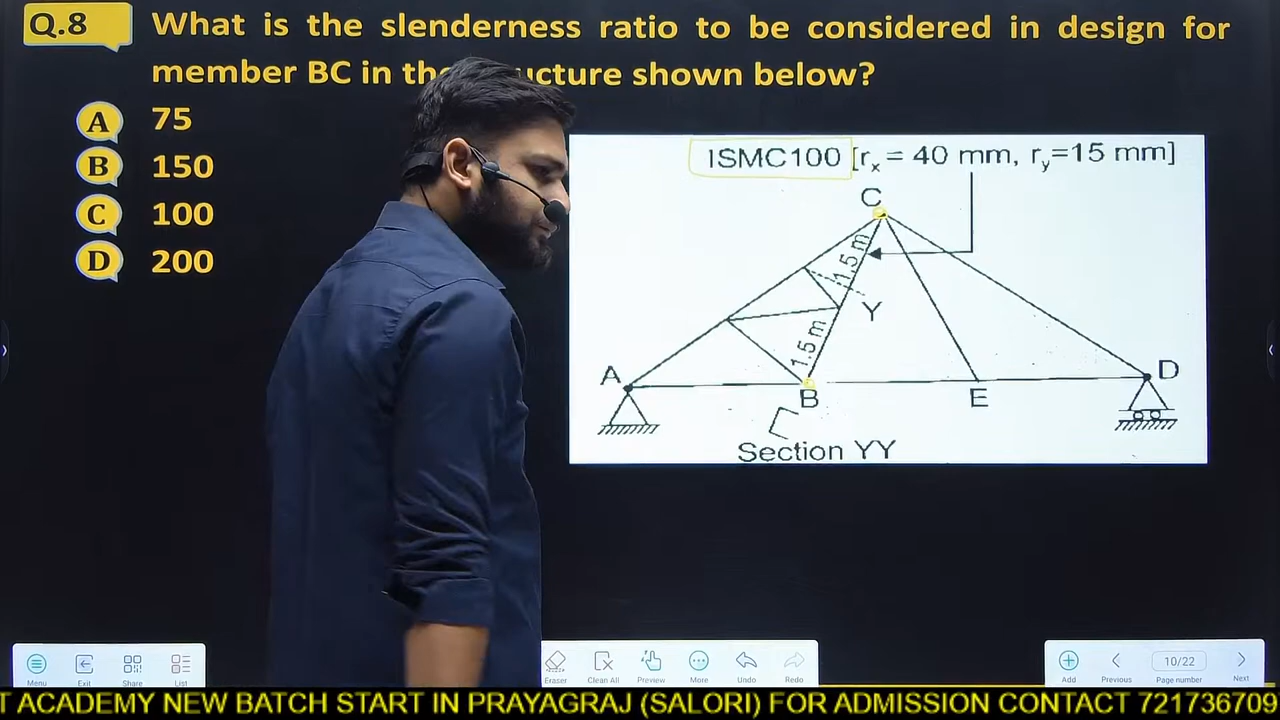 Q.8 What is the slenderness ratio to be considered in design for
member BC in the structure shown below?
A 75
B 150
C 100
D 200
ISMC100 [rx = 40 mm, ry=15 mm]
C
1.5 m
Y
1.5 m
A
B
E
D
Section YY
Menu Exit Share List
Eraser Clean All Preview More Undo Redo
Add Previous 10/22 Page number Next
T ACADEMY NEW BATCH START IN PRAYAGRAJ (SALORI) FOR ADMISSION CONTACT 721736709